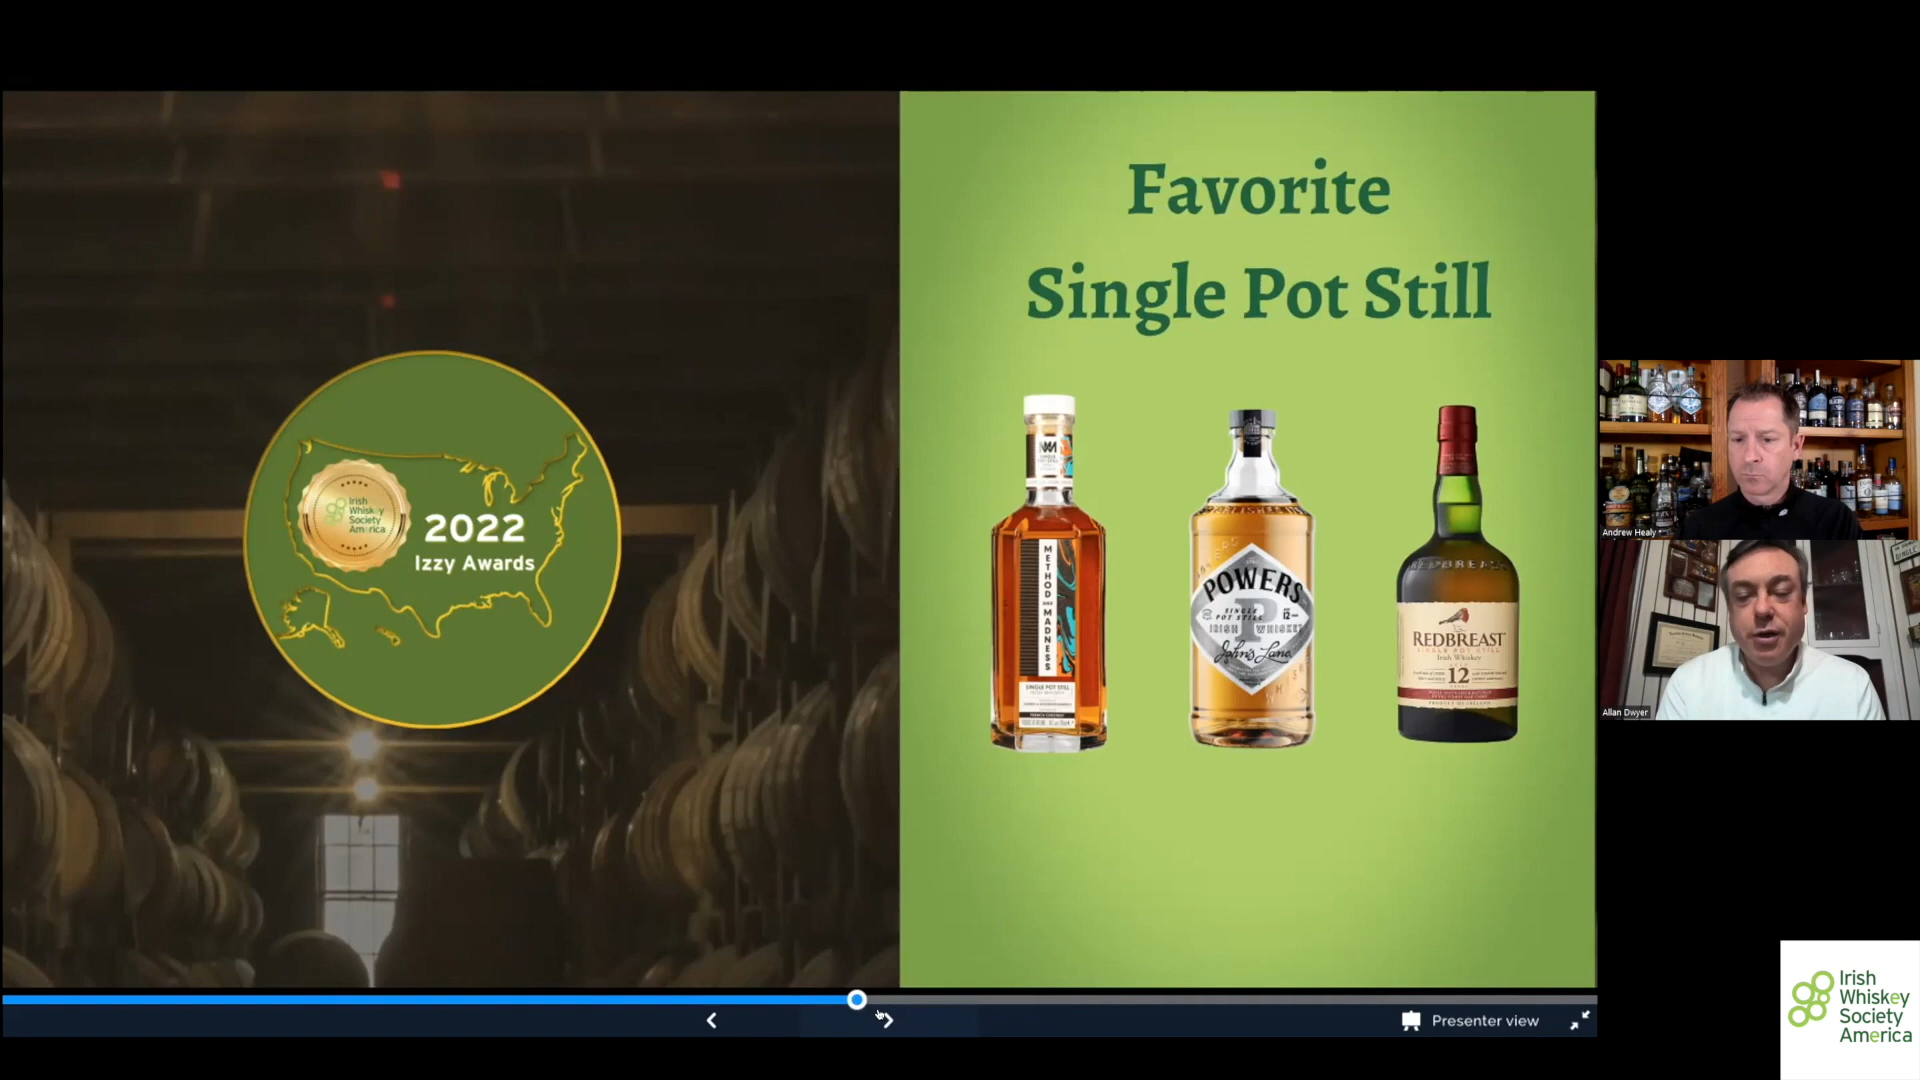 Favorite
Single Pot Still
Irish
Whiskey
Society
America
2022
Izzy Awards
METHOD AND MADNESS
SINGLE POT STILL
POWERS
SINGLE
POT STILL
12
IRISH WHISKEY
John's Lane
REDBREAST
REDBREAST
SINGLE POT STILL
Irish Whiskey
12
Andrew Healy
Allan Dwyer
Presenter view
Irish
Whiskey
Society
America